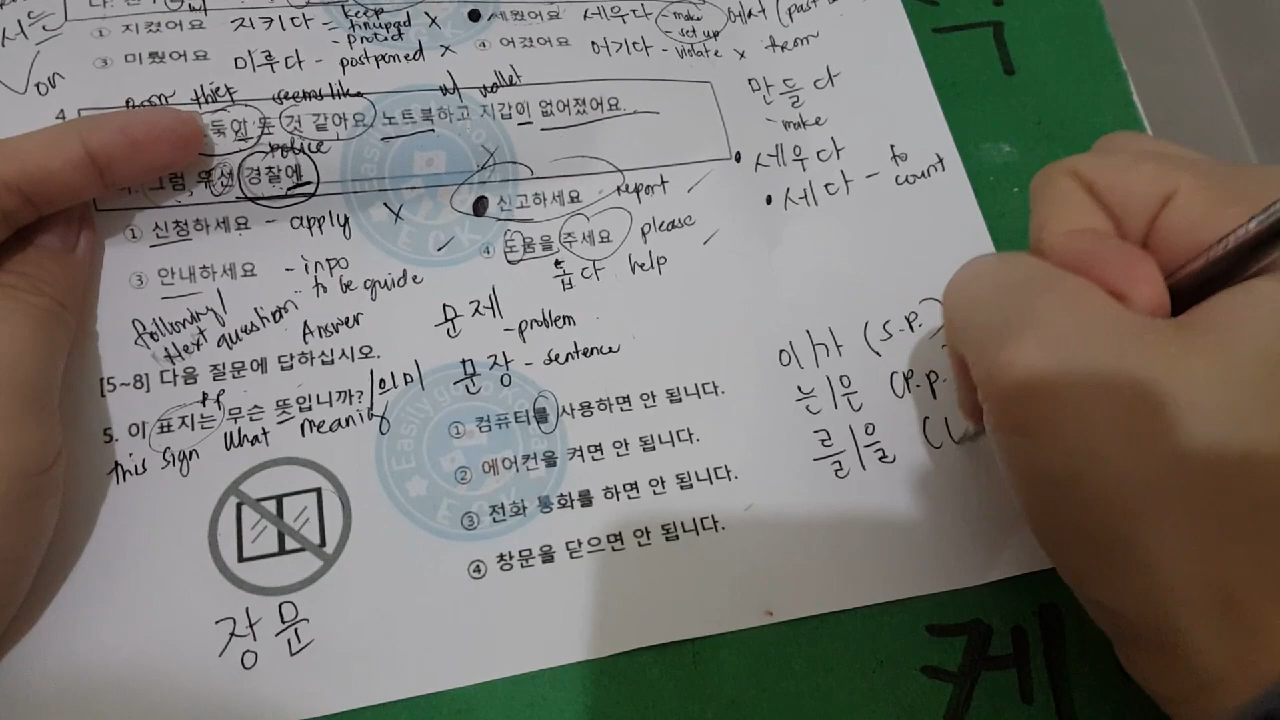 ① 지겼어요 지키다 = keep
- protect
X ● 세웠어요 세우다 - make
- set up
③ 미뤘어요 미루다 - postponed X ④ 어겼어요 어기다 - violate x
on
만들다
- make
4
thief seems like w/ wallet
것 같아요. 노트북하고 지갑이 없어졌어요.
police
그럼, 우선 경찰에
X
• 세우다
• 세다 - to count
① 신청하세요 - apply X ● 신고하세요 report
③ 안내하세요 - info ④ 도움을 주세요 please
to be guide
돕다 help
following/
Next question Answer
문제
- problem
[5~8] 다음 질문에 답하십시오.
문장 - sentence
5. 이 표지는 무슨 뜻입니까? / 의미
this sign what meaning
① 컴퓨터를 사용하면 안 됩니다.
② 에어컨을 켜면 안 됩니다.
③ 전화 통화를 하면 안 됩니다.
④ 창문을 닫으면 안 됩니다.
이/가 (S.P.)
는/은 (P.P.
를/을 (
장문
제